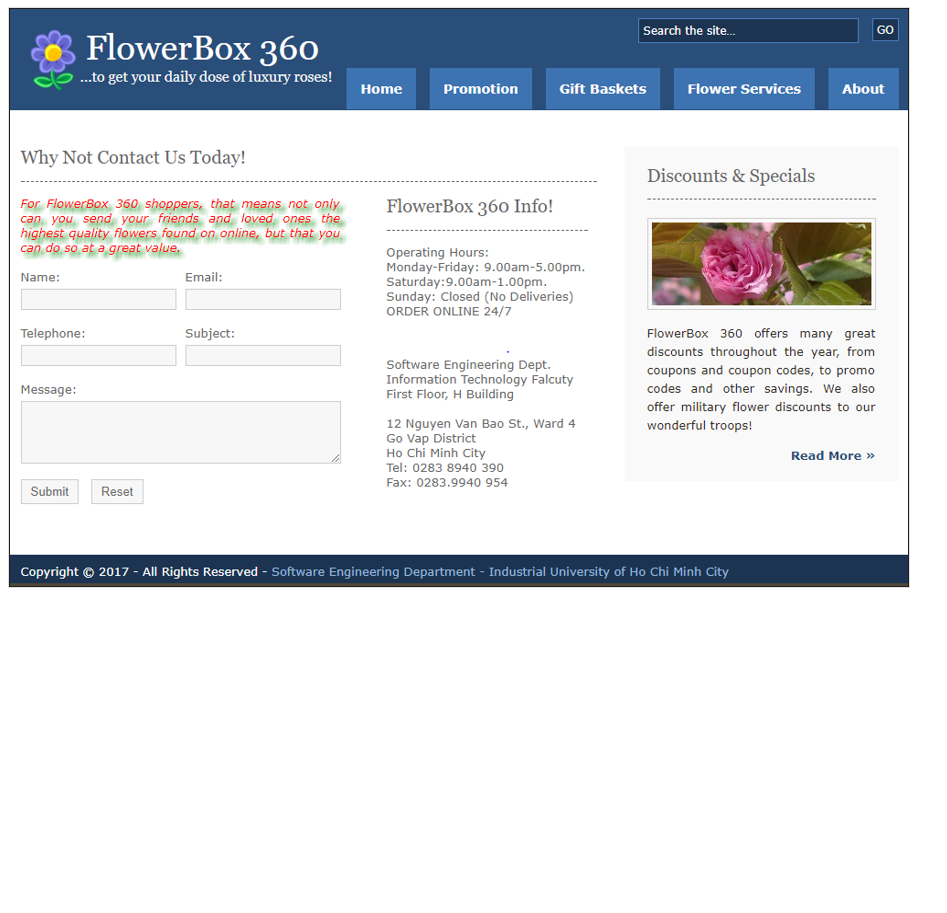 FlowerBox 360
...to get your daily dose of luxury roses!
Search the site...
GO
Home
Promotion
Gift Baskets
Flower Services
About
Why Not Contact Us Today!
For FlowerBox 360 shoppers, that means not only
can you send your friends and loved ones the
highest quality flowers found on online, but that you
can do so at a great value.
Name:
Email:
Telephone:
Subject:
Message:
Submit
Reset
FlowerBox 360 Info!
Operating Hours:
Monday-Friday: 9.00am-5.00pm.
Saturday:9.00am-1.00pm.
Sunday: Closed (No Deliveries)
ORDER ONLINE 24/7
.
Software Engineering Dept.
Information Technology Falcuty
First Floor, H Building
12 Nguyen Van Bao St., Ward 4
Go Vap District
Ho Chi Minh City
Tel: 0283 8940 390
Fax: 0283.9940 954
Discounts & Specials
FlowerBox 360 offers many great
discounts throughout the year, from
coupons and coupon codes, to promo
codes and other savings. We also
offer military flower discounts to our
wonderful troops!
Read More »
Copyright © 2017 - All Rights Reserved - Software Engineering Department - Industrial University of Ho Chi Minh City